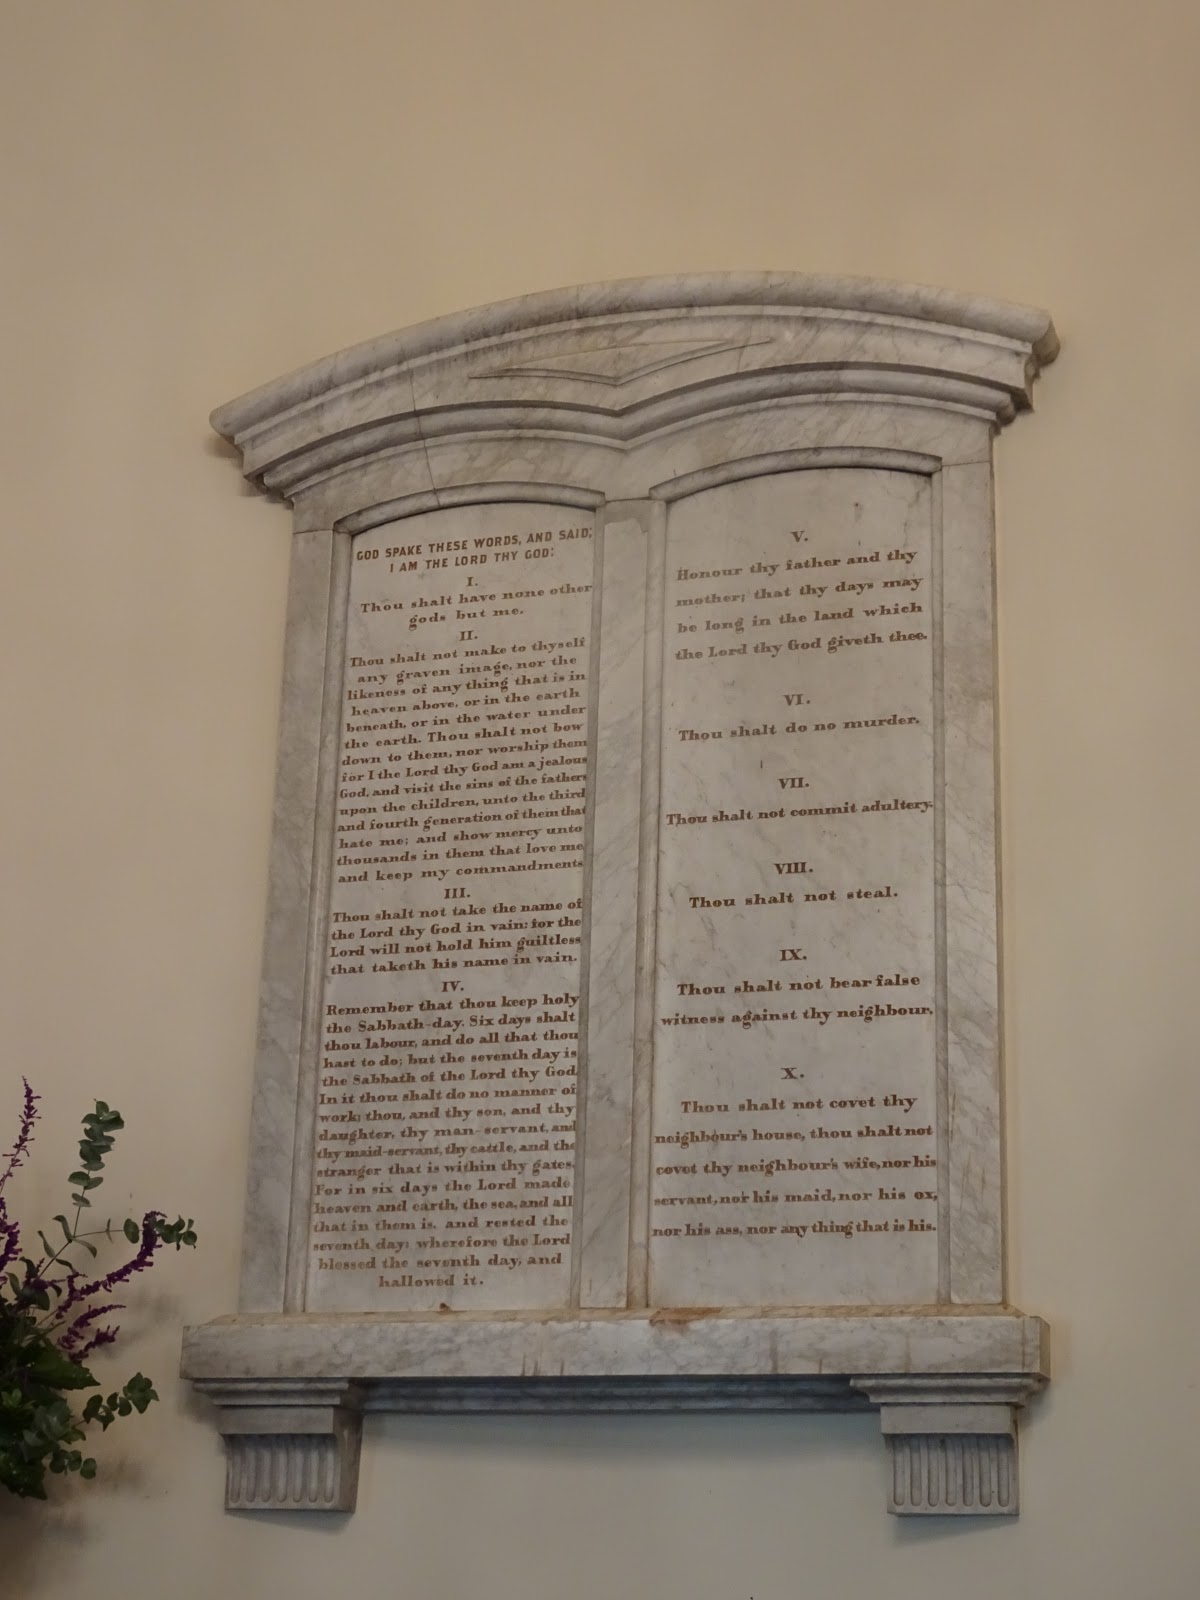 GOD SPAKE THESE WORDS, AND SAID;
I AM THE LORD THY GOD:
I.
Thou shalt have none other
gods but me.
II.
Thou shalt not make to thyself
any graven image, nor the
likeness of any thing that is in
heaven above, or in the earth
beneath, or in the water under
the earth. Thou shalt not bow
down to them, nor worship them
for I the Lord thy God am a jealous
God, and visit the sins of the fathers
upon the children, unto the third
and fourth generation of them that
hate me; and show mercy unto
thousands in them that love me
and keep my commandments
III.
Thou shalt not take the name of
the Lord thy God in vain: for the
Lord will not hold him guiltless
that taketh his name in vain.
IV.
Remember that thou keep holy
the Sabbath-day. Six days shalt
thou labour, and do all that thou
hast to do; but the seventh day is
the Sabbath of the Lord thy God.
In it thou shalt do no manner of
work; thou, and thy son, and thy
daughter, thy man-servant, and
thy maid-servant, thy cattle, and the
stranger that is within thy gates.
For in six days the Lord made
heaven and earth, the sea, and all
that in them is, and rested the
seventh day: wherefore the Lord
blessed the seventh day, and
hallowed it.
V.
Honour thy father and thy
mother; that thy days may
be long in the land which
the Lord thy God giveth thee.
VI.
Thou shalt do no murder.
VII.
Thou shalt not commit adultery.
VIII.
Thou shalt not steal.
IX.
Thou shalt not bear false
witness against thy neighbour.
X.
Thou shalt not covet thy
neighbour's house, thou shalt not
covet thy neighbour's wife, nor his
servant, nor his maid, nor his ox,
nor his ass, nor any thing that is his.